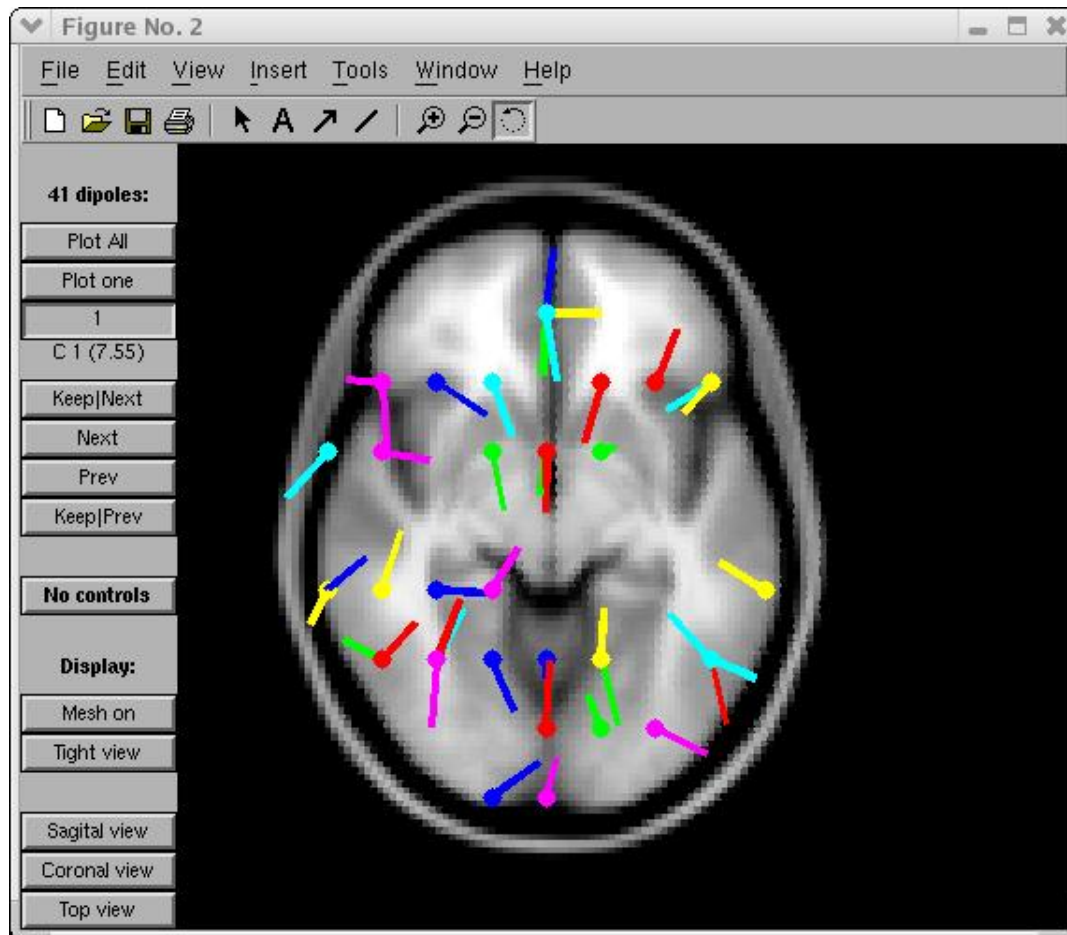 Figure No. 2
File Edit View Insert Tools Window Help
A
41 dipoles:
Plot All
Plot one
1
C 1 (7.55)
Keep|Next
Next
Prev
Keep|Prev
No controls
Display:
Mesh on
Tight view
Sagital view
Coronal view
Top view